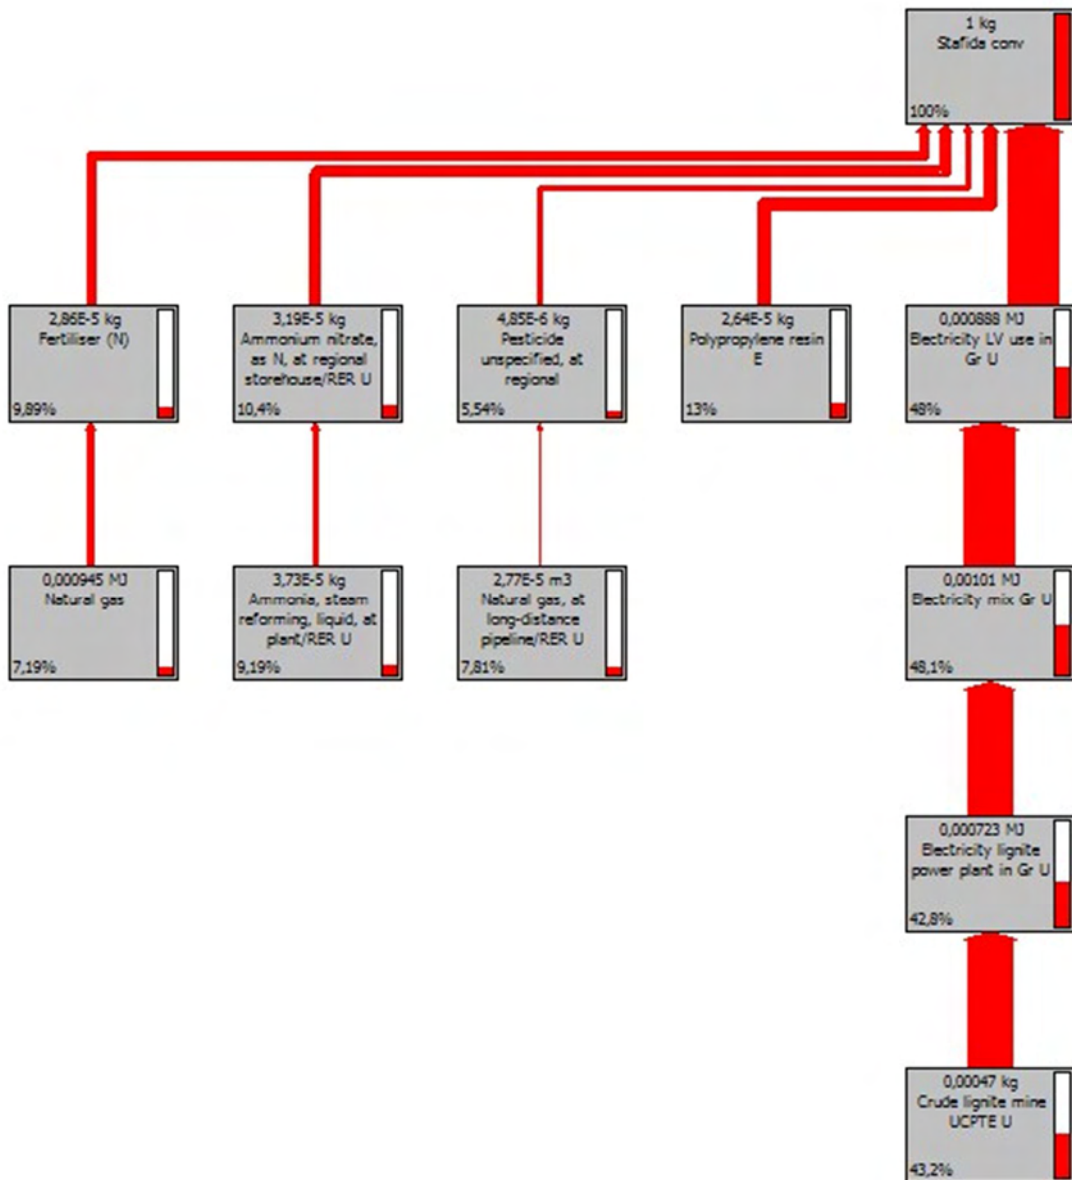 1 kg
Stafida conv
100%
2,86E-5 kg
Fertiliser (N)
9,89%
3,19E-5 kg
Ammonium nitrate,
as N, at regional
storehouse/RER U
10,4%
4,85E-6 kg
Pesticide
unspecified, at
regional
5,54%
2,64E-5 kg
Polypropylene resin
E
13%
0,000888 MJ
Electricity LV use in
Gr U
48%
0,000945 MJ
Natural gas
7,19%
3,73E-5 kg
Ammonia, steam
reforming, liquid, at
plant/RER U
9,19%
2,77E-5 m3
Natural gas, at
long-distance
pipeline/RER U
7,81%
0,00101 MJ
Electricity mix Gr U
48,1%
0,000723 MJ
Electricity lignite
power plant in Gr U
42,8%
0,00047 kg
Crude lignite mine
UCPTE U
43,2%